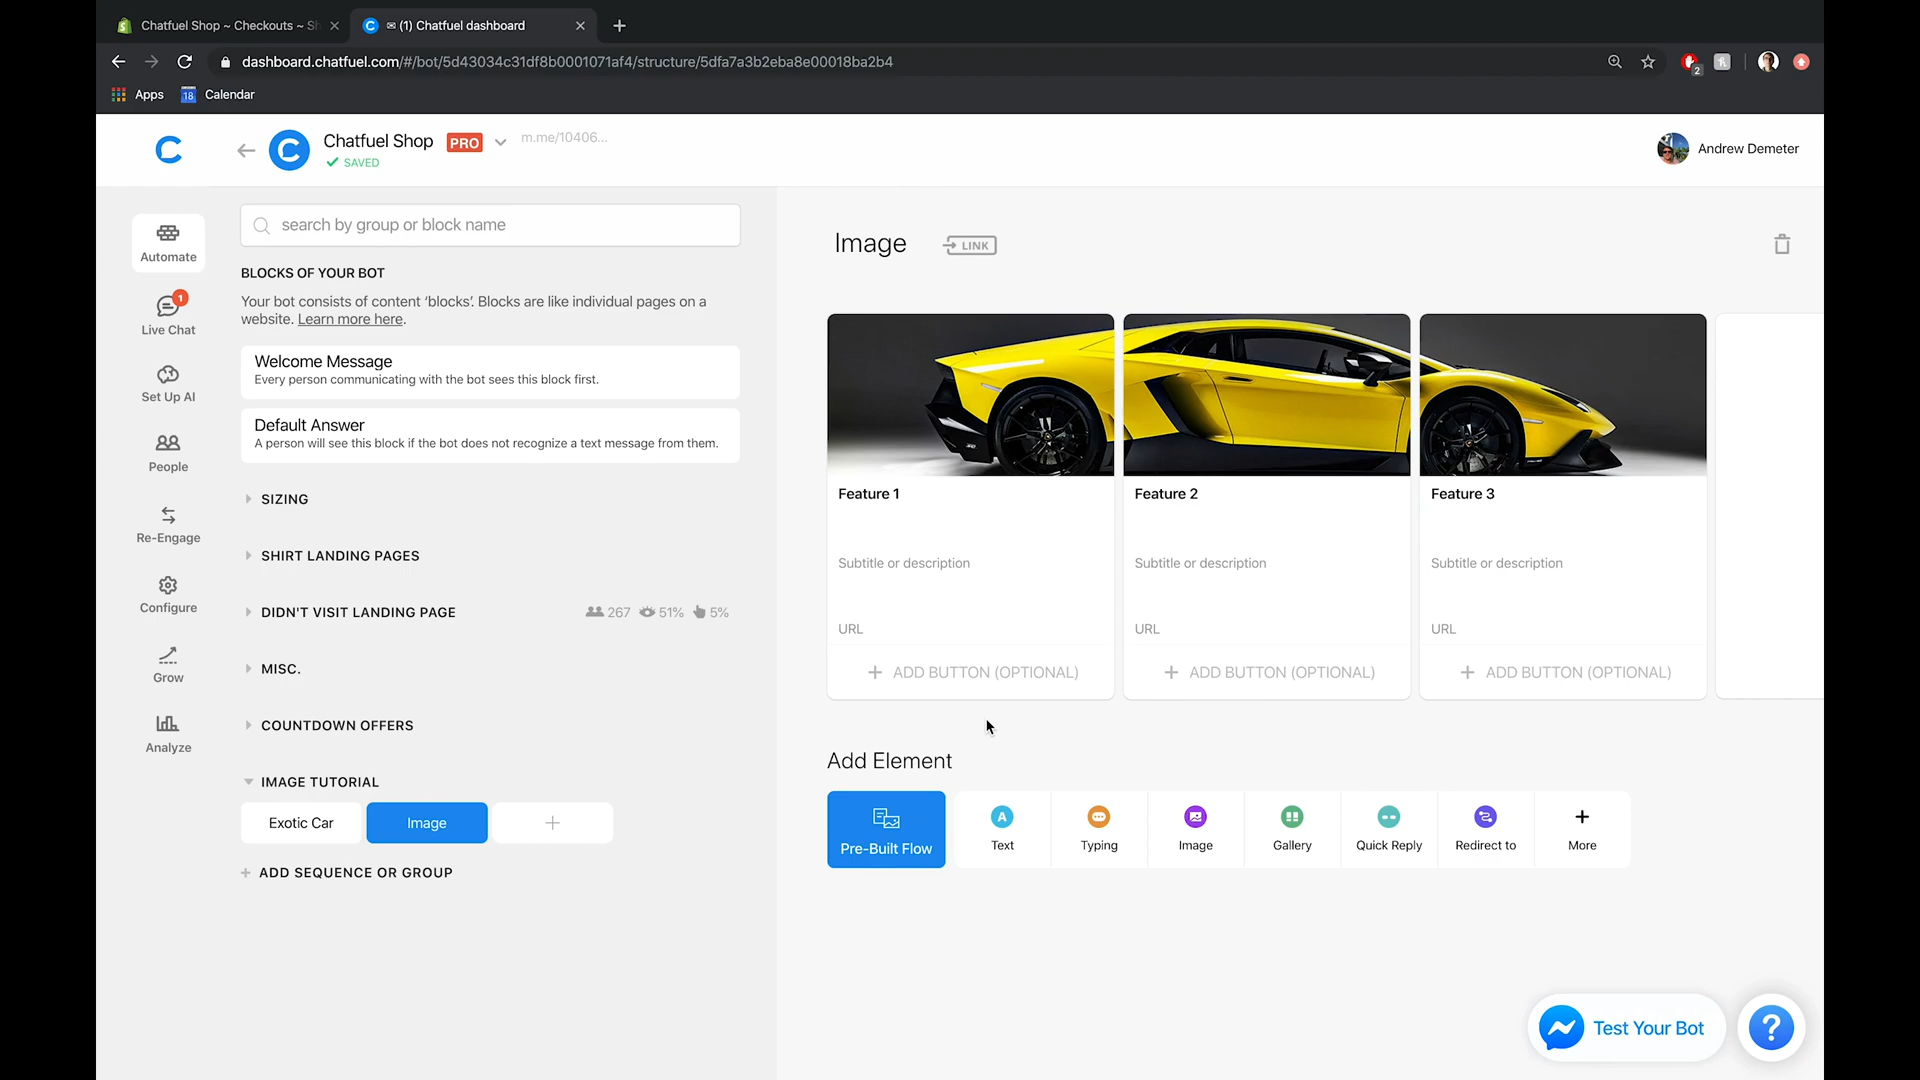 Chatfuel Shop ~ Checkouts ~ Sh
(1) Chatfuel dashboard
dashboard.chatfuel.com/#/bot/5d43034c31df8b0001071af4/structure/5dfa7a3b2eba8e00018ba2b4
2
Apps
18
Calendar
Chatfuel Shop
PRO
m.me/10406...
SAVED
Andrew Demeter
Automate
1
Live Chat
Set Up AI
People
Re-Engage
Configure
Grow
Analyze
search by group or block name
BLOCKS OF YOUR BOT
Your bot consists of content ‘blocks’. Blocks are like individual pages on a
website. Learn more here.
Welcome Message
Every person communicating with the bot sees this block first.
Default Answer
A person will see this block if the bot does not recognize a text message from them.
SIZING
SHIRT LANDING PAGES
DIDN'T VISIT LANDING PAGE
267 51% 5%
MISC.
COUNTDOWN OFFERS
IMAGE TUTORIAL
Exotic Car
Image
+
+ ADD SEQUENCE OR GROUP
Image
LINK
Feature 1
Subtitle or description
URL
+ ADD BUTTON (OPTIONAL)
Feature 2
Subtitle or description
URL
+ ADD BUTTON (OPTIONAL)
Feature 3
Subtitle or description
URL
+ ADD BUTTON (OPTIONAL)
Add Element
Pre-Built Flow
A
Text
Typing
Image
Gallery
Quick Reply
Redirect to
+
More
Test Your Bot
?